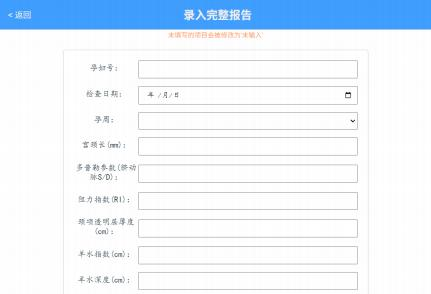 < 返回
录入完整报告
未填写的项目会被修改为'未输入'
孕妇号:
检查日期:
年 /月/日
孕周:
宫颈长(mm):
多普勒参数(脐动
脉S/D):
阻力指数(RI):
颈项透明层厚度
(cm):
羊水指数(cm):
羊水深度(cm):